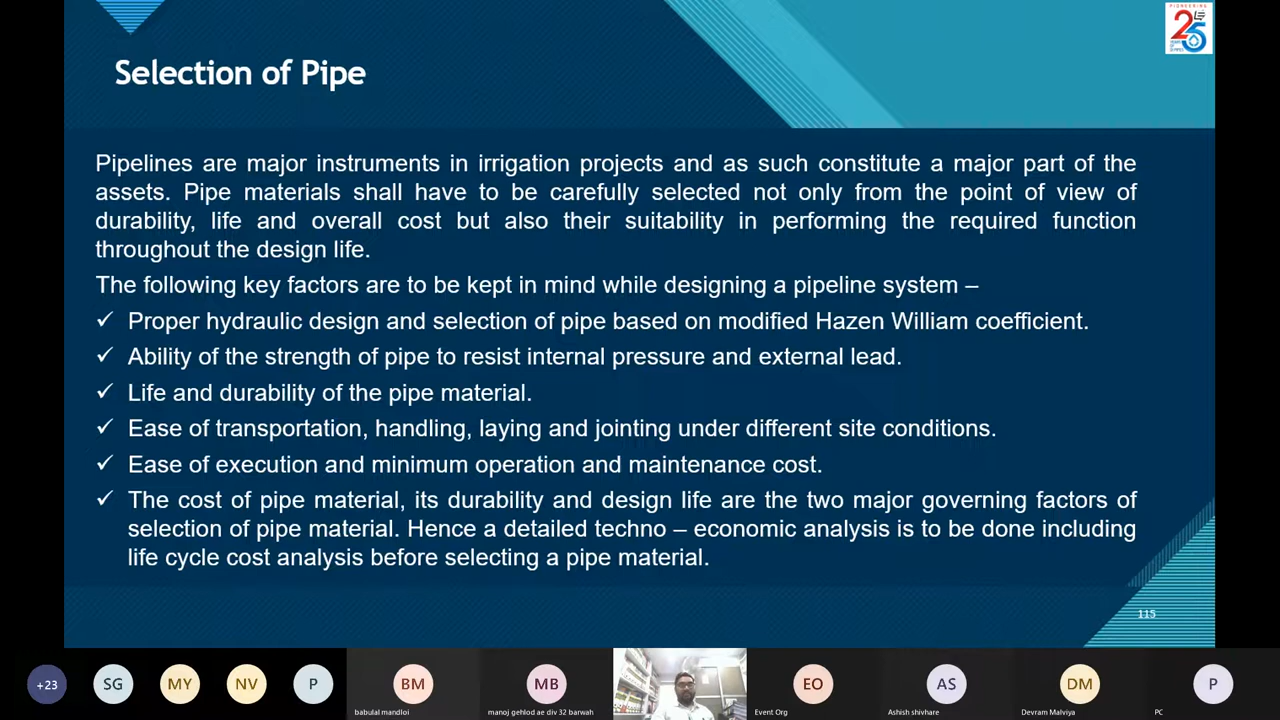 PIONEERING
25
YEARS OF
Selection of Pipe
Pipelines are major instruments in irrigation projects and as such constitute a major part of the
assets. Pipe materials shall have to be carefully selected not only from the point of view of
durability, life and overall cost but also their suitability in performing the required function
throughout the design life.
The following key factors are to be kept in mind while designing a pipeline system –
✓ Proper hydraulic design and selection of pipe based on modified Hazen William coefficient.
✓ Ability of the strength of pipe to resist internal pressure and external lead.
✓ Life and durability of the pipe material.
✓ Ease of transportation, handling, laying and jointing under different site conditions.
✓ Ease of execution and minimum operation and maintenance cost.
✓ The cost of pipe material, its durability and design life are the two major governing factors of
selection of pipe material. Hence a detailed techno – economic analysis is to be done including
life cycle cost analysis before selecting a pipe material.
115
+23
SG
MY
NV
P
BM
MB
EO
AS
DM
P
babulal mandloi
manoj gehlod ae div 32 barwah
Event Org
Ashish shivhare
Devram Malviya
PC